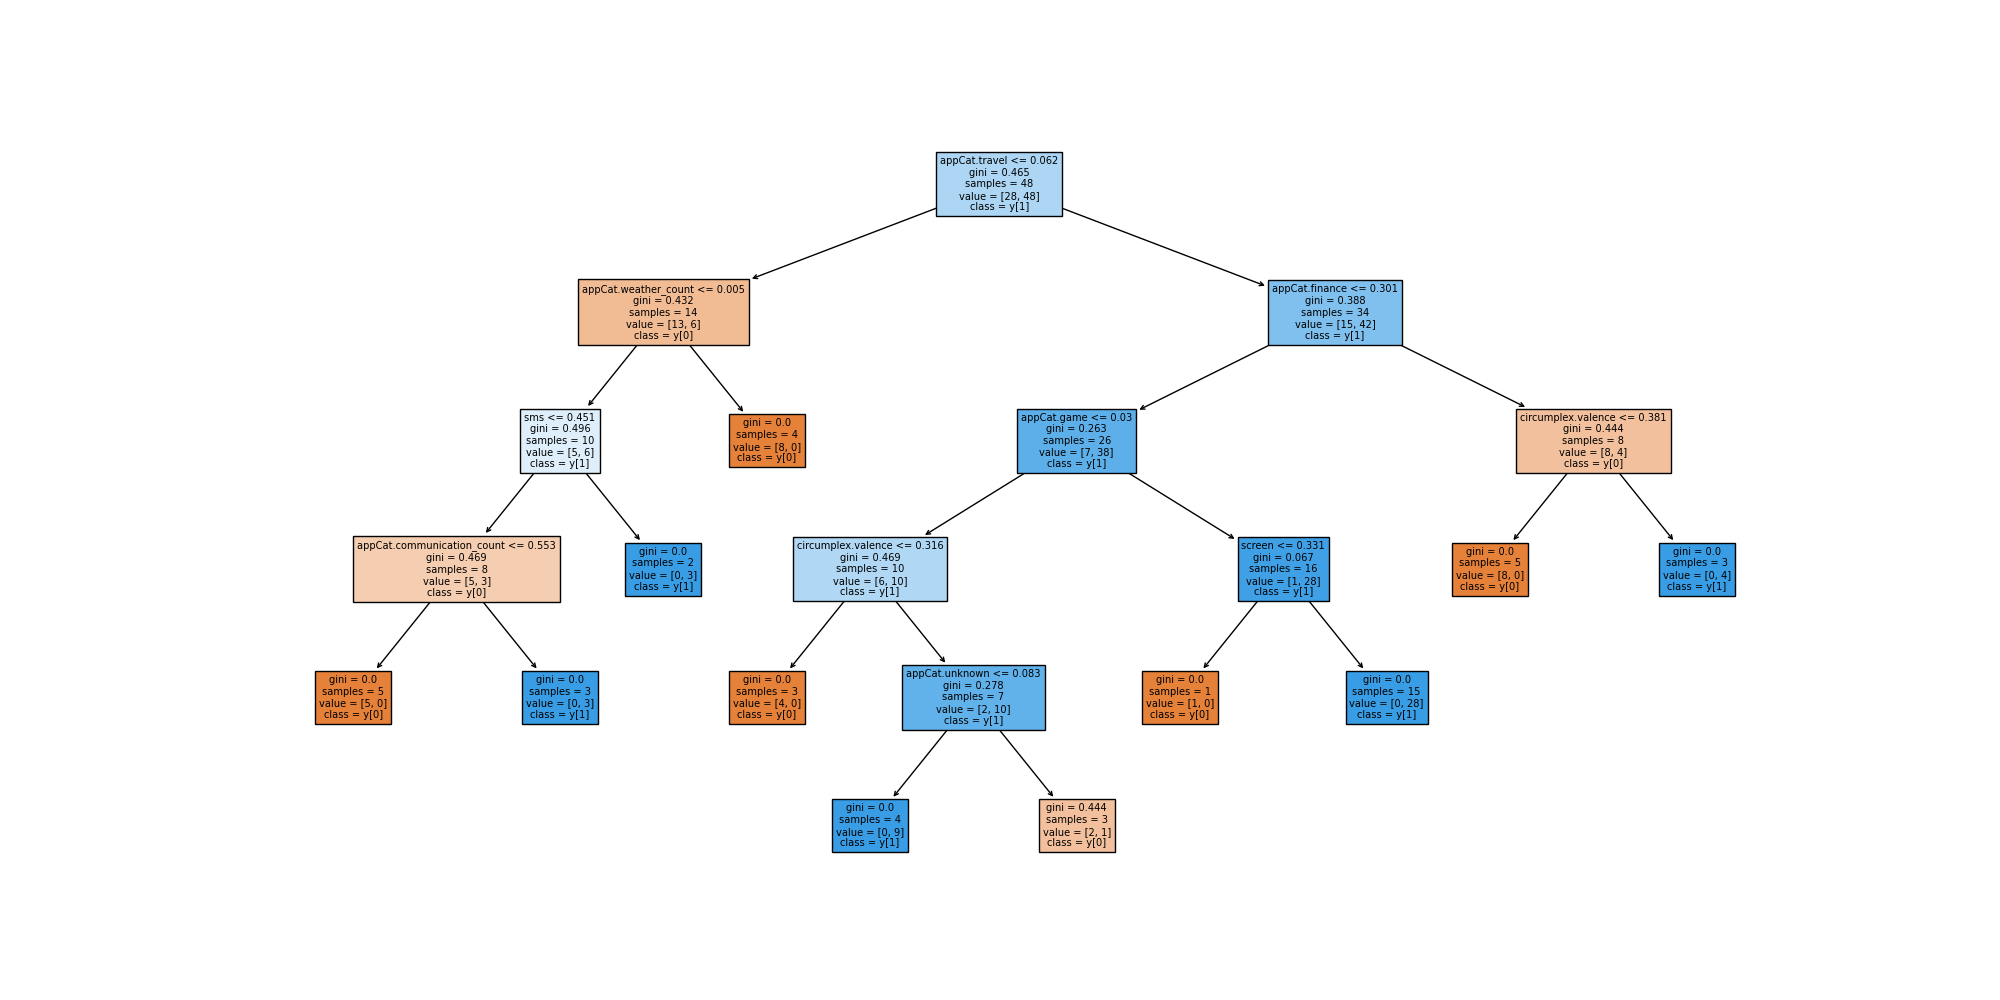 appCat.travel <= 0.062
gini = 0.465
samples = 48
value = [28, 48]
class = y[1]
appCat.weather_count <= 0.005
gini = 0.432
samples = 14
value = [13, 6]
class = y[0]
appCat.finance <= 0.301
gini = 0.388
samples = 34
value = [15, 42]
class = y[1]
sms <= 0.451
gini = 0.496
samples = 10
value = [5, 6]
class = y[1]
gini = 0.0
samples = 4
value = [8, 0]
class = y[0]
appCat.game <= 0.03
gini = 0.263
samples = 26
value = [7, 38]
class = y[1]
circumplex.valence <= 0.381
gini = 0.444
samples = 8
value = [8, 4]
class = y[0]
appCat.communication_count <= 0.553
gini = 0.469
samples = 8
value = [5, 3]
class = y[0]
gini = 0.0
samples = 2
value = [0, 3]
class = y[1]
circumplex.valence <= 0.316
gini = 0.469
samples = 10
value = [6, 10]
class = y[1]
screen <= 0.331
gini = 0.067
samples = 16
value = [1, 28]
class = y[1]
gini = 0.0
samples = 5
value = [8, 0]
class = y[0]
gini = 0.0
samples = 3
value = [0, 4]
class = y[1]
gini = 0.0
samples = 5
value = [5, 0]
class = y[0]
gini = 0.0
samples = 3
value = [0, 3]
class = y[1]
gini = 0.0
samples = 3
value = [4, 0]
class = y[0]
appCat.unknown <= 0.083
gini = 0.278
samples = 7
value = [2, 10]
class = y[1]
gini = 0.0
samples = 1
value = [1, 0]
class = y[0]
gini = 0.0
samples = 15
value = [0, 28]
class = y[1]
gini = 0.0
samples = 4
value = [0, 9]
class = y[1]
gini = 0.444
samples = 3
value = [2, 1]
class = y[0]